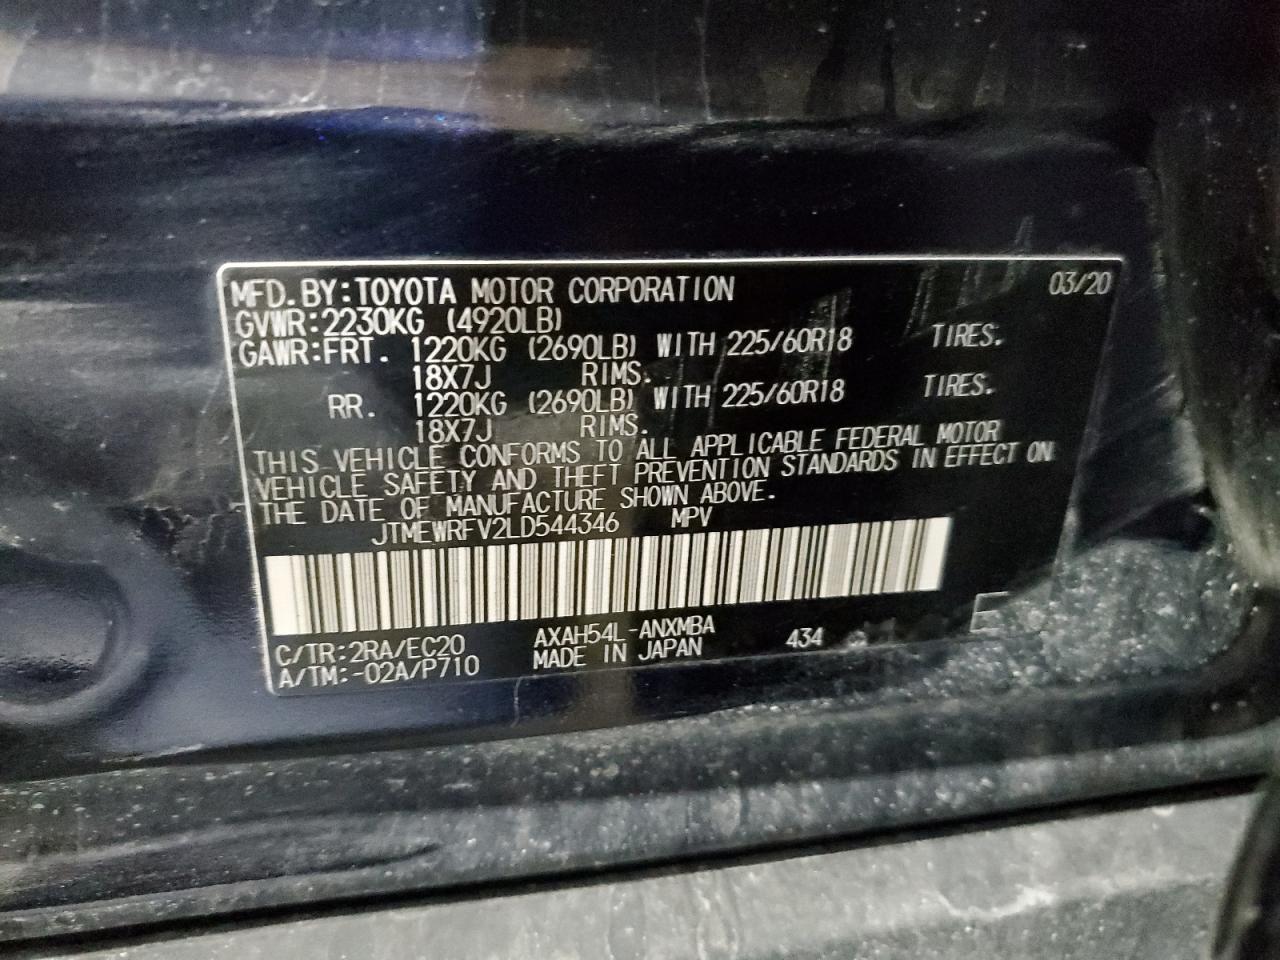 MFD.BY:TOYOTA MOTOR CORPORATION 03/20
GVWR:2230KG (4920LB)
GAWR:FRT. 1220KG (2690LB) WITH 225/60R18 TIRES.
18X7J RIMS.
RR. 1220KG (2690LB) WITH 225/60R18 TIRES.
18X7J RIMS.
THIS VEHICLE CONFORMS TO ALL APPLICABLE FEDERAL MOTOR
VEHICLE SAFETY AND THEFT PREVENTION STANDARDS IN EFFECT ON
THE DATE OF MANUFACTURE SHOWN ABOVE.
JTMEWRFV2LD544346 MPV
C/TR:2RA/EC20 AXAH54L-ANXMBA 434
A/TM:-02A/P710 MADE IN JAPAN